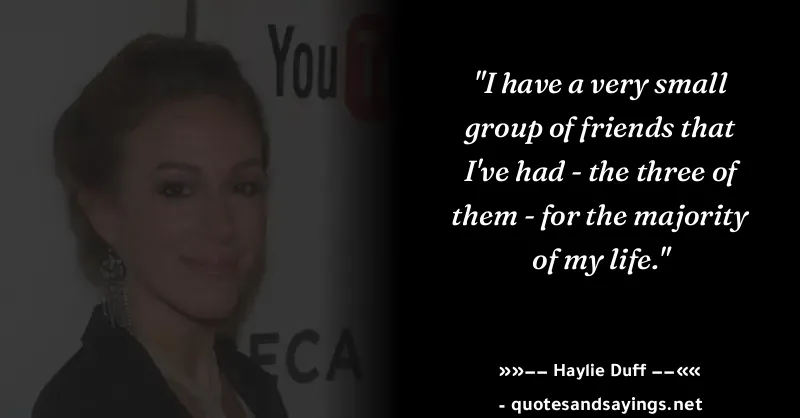 You
T
ECA
"I have a very small
group of friends that
I've had - the three of
them - for the majority
of my life."
»»–– Haylie Duff ––««
- quotesandsayings.net